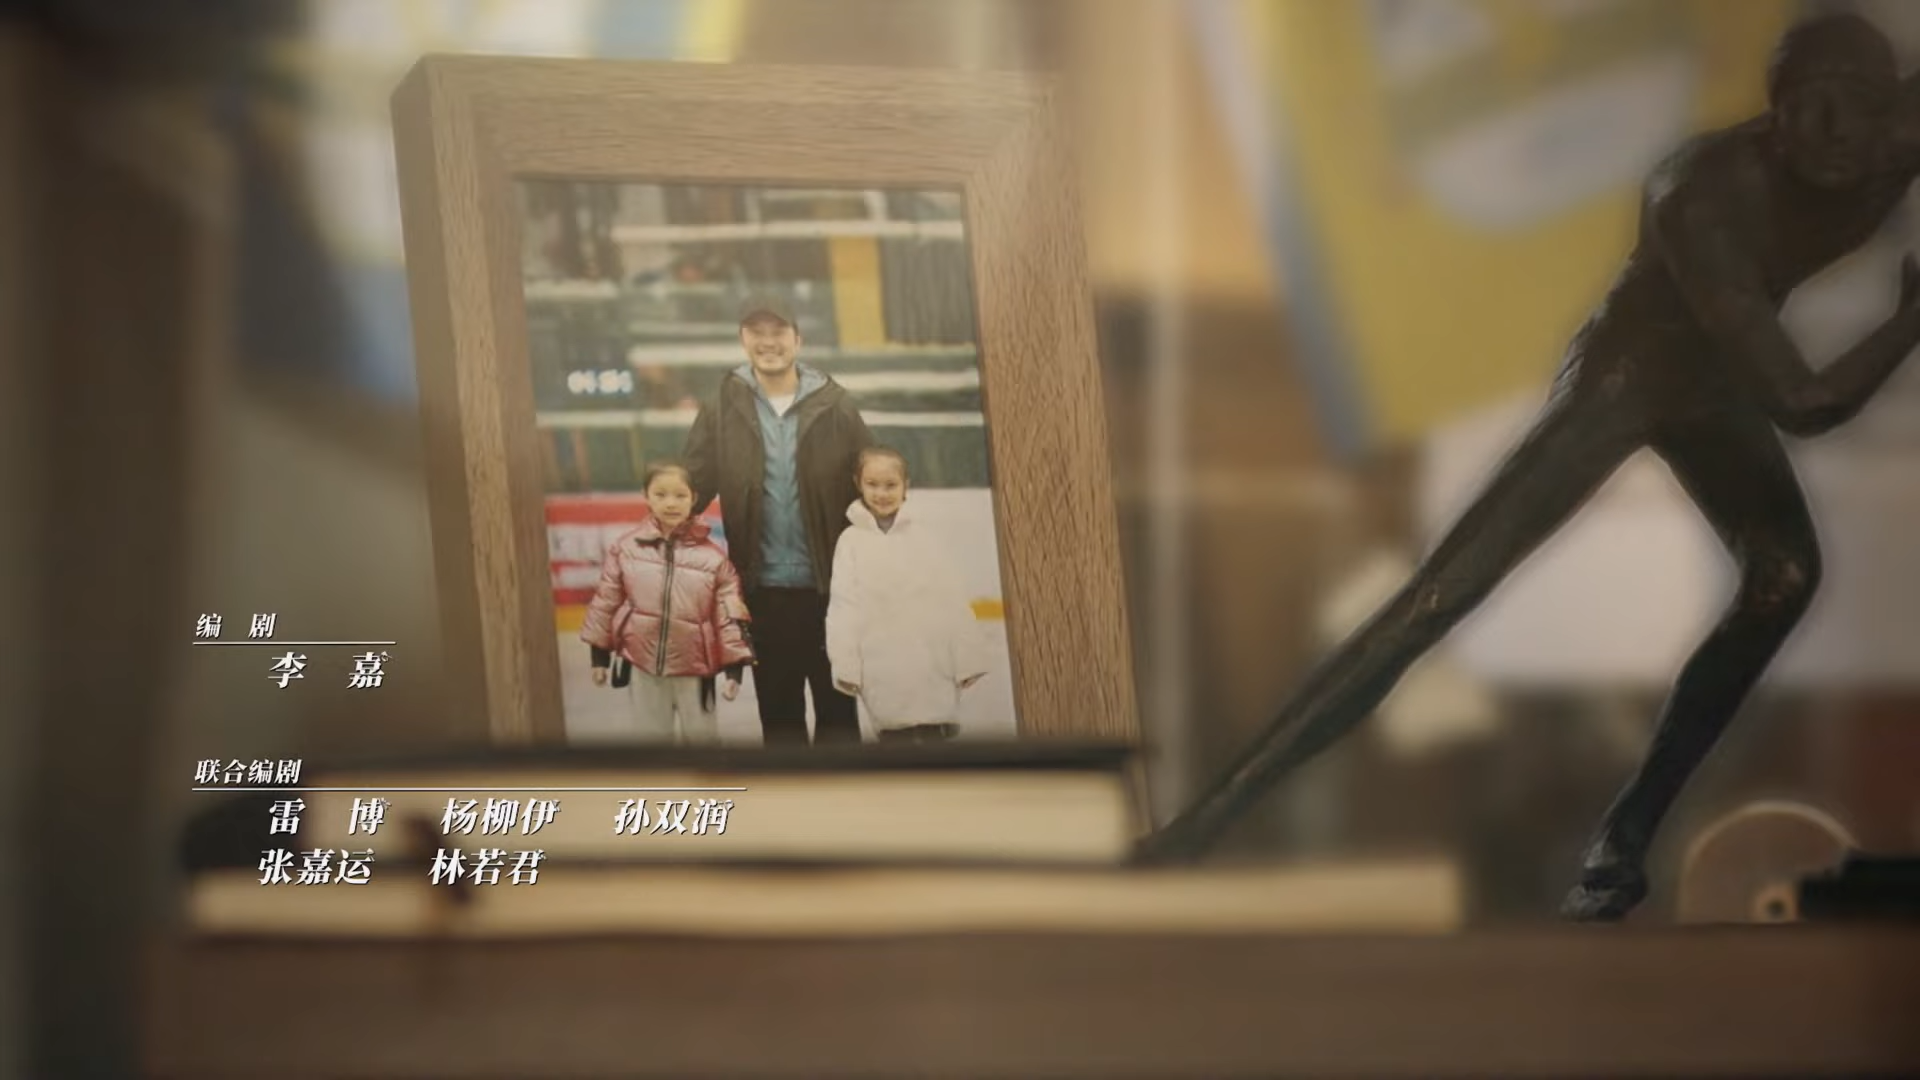 编 剧
李 嘉
联合编剧
雷 博 杨柳伊 孙双润
张嘉运 林若君